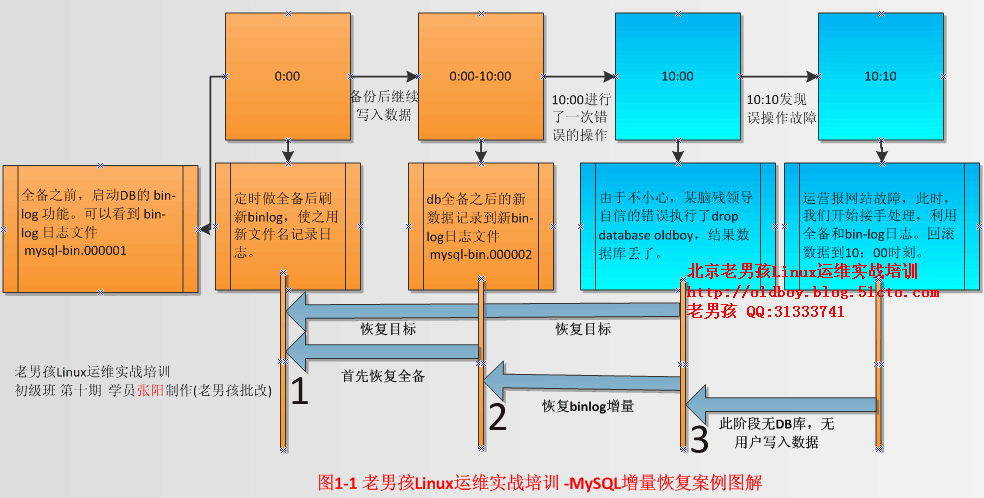 0:00
0:00-10:00
10:00
10:10
备份后继续
写入数据
10:00进行
了一次错
误的操作
10:10发现
误操作故障
全备之前，启动DB的 bin-
log 功能。可以看到 bin-
log 日志文件
mysql-bin.000001
定时做全备后刷
新binlog，使之用
新文件名记录日
志。
db全备之后的新
数据记录到新bin-
log日志文件
mysql-bin.000002
由于不小心，某脑残领导
自信的错误执行了drop
database oldboy，结果数
据库丢了。
运营报网站故障，此时，
我们开始接手处理，利用
全备和bin-log日志。回滚
数据到10：00时刻。
北京老男孩Linux运维实战培训
http://oldboy.blog.51cto.com
老男孩 QQ:31333741
恢复目标
恢复目标
首先恢复全备
1
恢复binlog增量
2
此阶段无DB库，无
用户写入数据
3
老男孩Linux运维实战培训
初级班 第十期 学员张阳制作(老男孩批改)
图1-1 老男孩Linux运维实战培训 -MySQL增量恢复案例图解